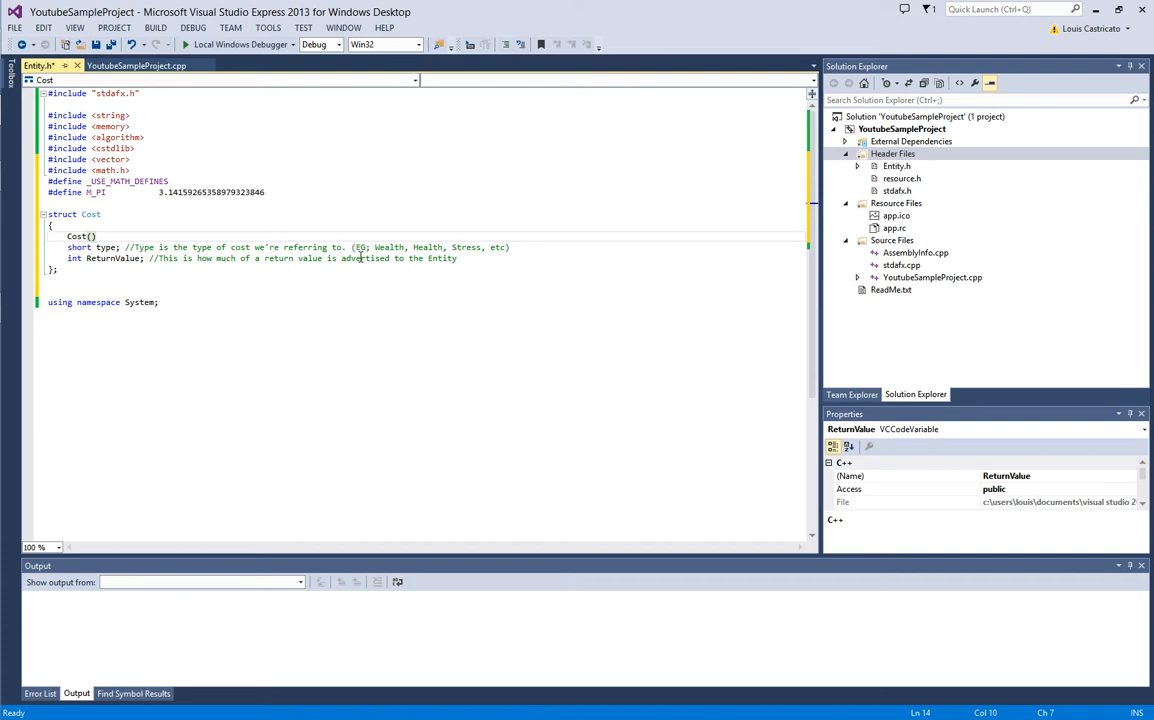 YoutubeSampleProject - Microsoft Visual Studio Express 2013 for Windows Desktop
1
Quick Launch (Ctrl+Q)
FILE EDIT VIEW PROJECT BUILD DEBUG TEAM TOOLS TEST WINDOW HELP
Louis Castricato
Local Windows Debugger Debug Win32
Toolbox
Entity.h* YoutubeSampleProject.cpp
Cost
#include "stdafx.h"
#include <string>
#include <memory>
#include <algorithm>
#include <cstdlib>
#include <vector>
#include <math.h>
#define _USE_MATH_DEFINES
#define M_PI 3.14159265358979323846
struct Cost
{
Cost()
short type; //Type is the type of cost we're referring to. (EG; Wealth, Health, Stress, etc)
int ReturnValue; //This is how much of a return value is advertised to the Entity
};
using namespace System;
100 %
Solution Explorer
Search Solution Explorer (Ctrl+;)
Solution 'YoutubeSampleProject' (1 project)
YoutubeSampleProject
External Dependencies
Header Files
Entity.h
resource.h
stdafx.h
Resource Files
app.ico
app.rc
Source Files
AssemblyInfo.cpp
stdafx.cpp
YoutubeSampleProject.cpp
ReadMe.txt
Team Explorer Solution Explorer
Properties
ReturnValue VCCodeVariable
C++
(Name) ReturnValue
Access public
File c:\users\louis\documents\visual studio 2
C++
Output
Show output from:
Error List Output Find Symbol Results
Ready Ln 14 Col 10 Ch 7 INS